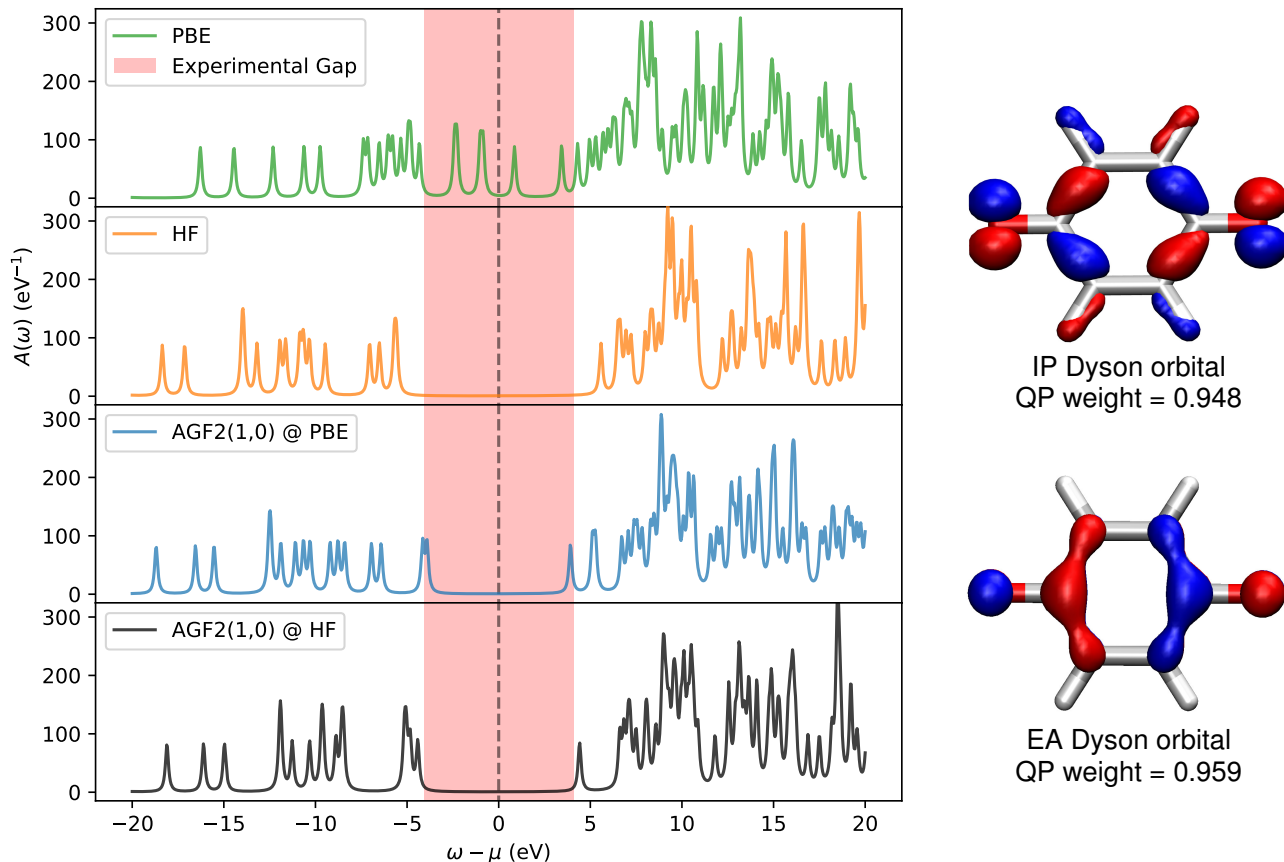 300
200
100
0
PBE
Experimental Gap
300
200
100
0
HF
A(ω) (eV⁻¹)
300
200
100
0
AGF2(1,0) @ PBE
300
200
100
0
AGF2(1,0) @ HF
−20 −15 −10 −5 0 5 10 15 20
ω − μ (eV)
IP Dyson orbital
QP weight = 0.948
EA Dyson orbital
QP weight = 0.959